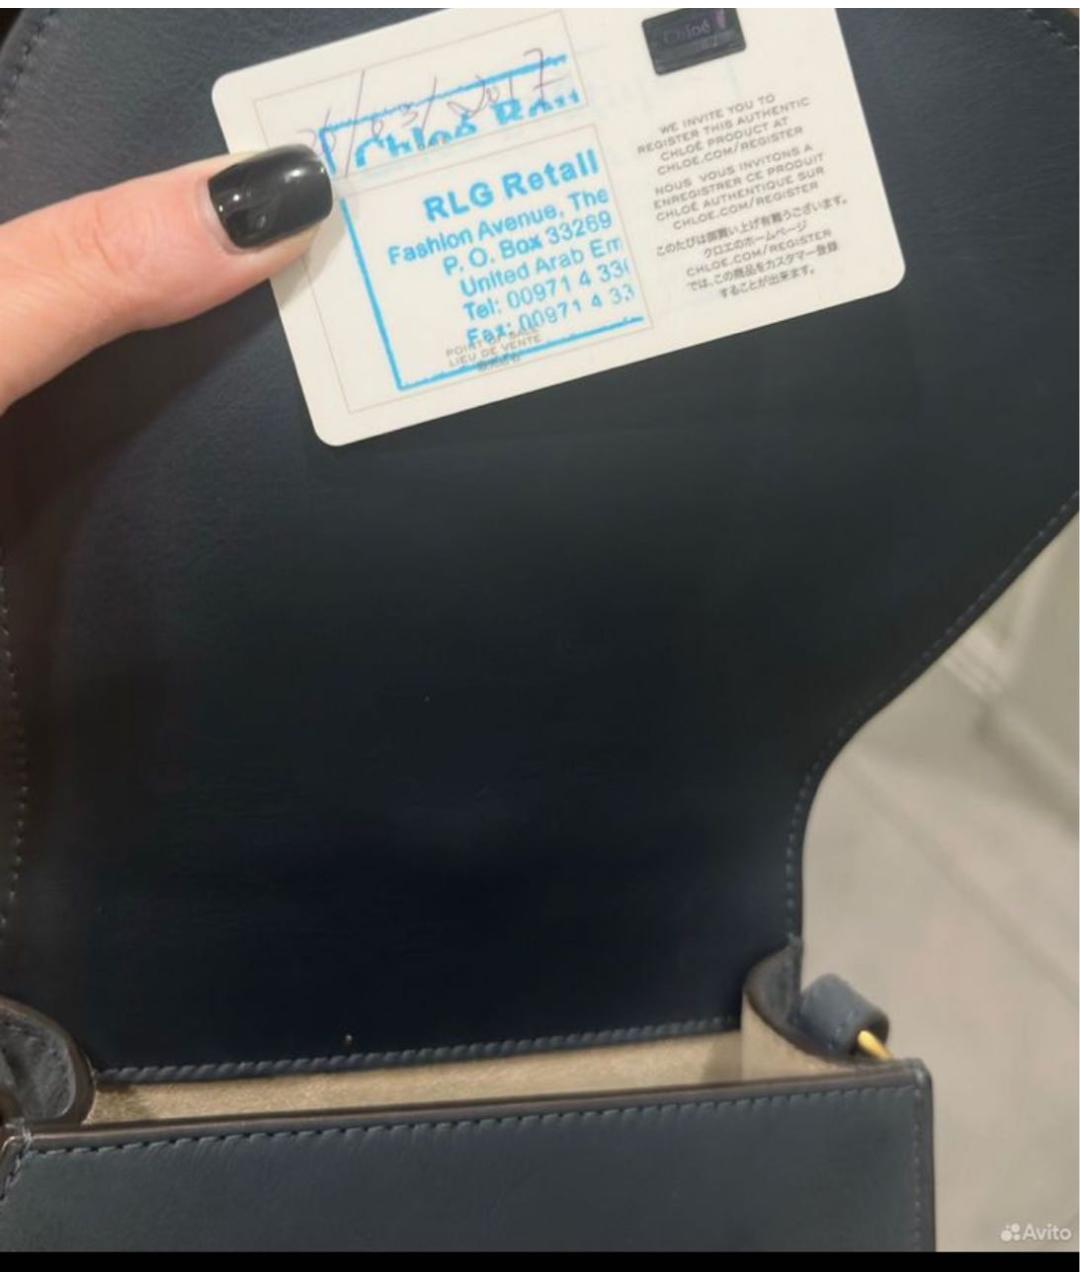 Chloé
/03/2017
Chloé
RLG Retail
Fashion Avenue, The
P. O. Box 33269
United Arab Em
Tel: 00971 4 33
Fax: 00971 4 33
POINT OF SALE
LIEU DE VENTE
WE INVITE YOU TO
REGISTER THIS AUTHENTIC
CHLOÉ PRODUCT AT
CHLOE.COM/REGISTER
NOUS VOUS INVITONS A
ENREGISTRER CE PRODUIT
CHLOÉ AUTHENTIQUE SUR
CHLOE.COM/REGISTER
このたびは御買い上げ有難うございます。
クロエのホームページ
CHLOE.COM/REGISTER
では、この商品をカスタマー登録
することが出来ます。
Avito